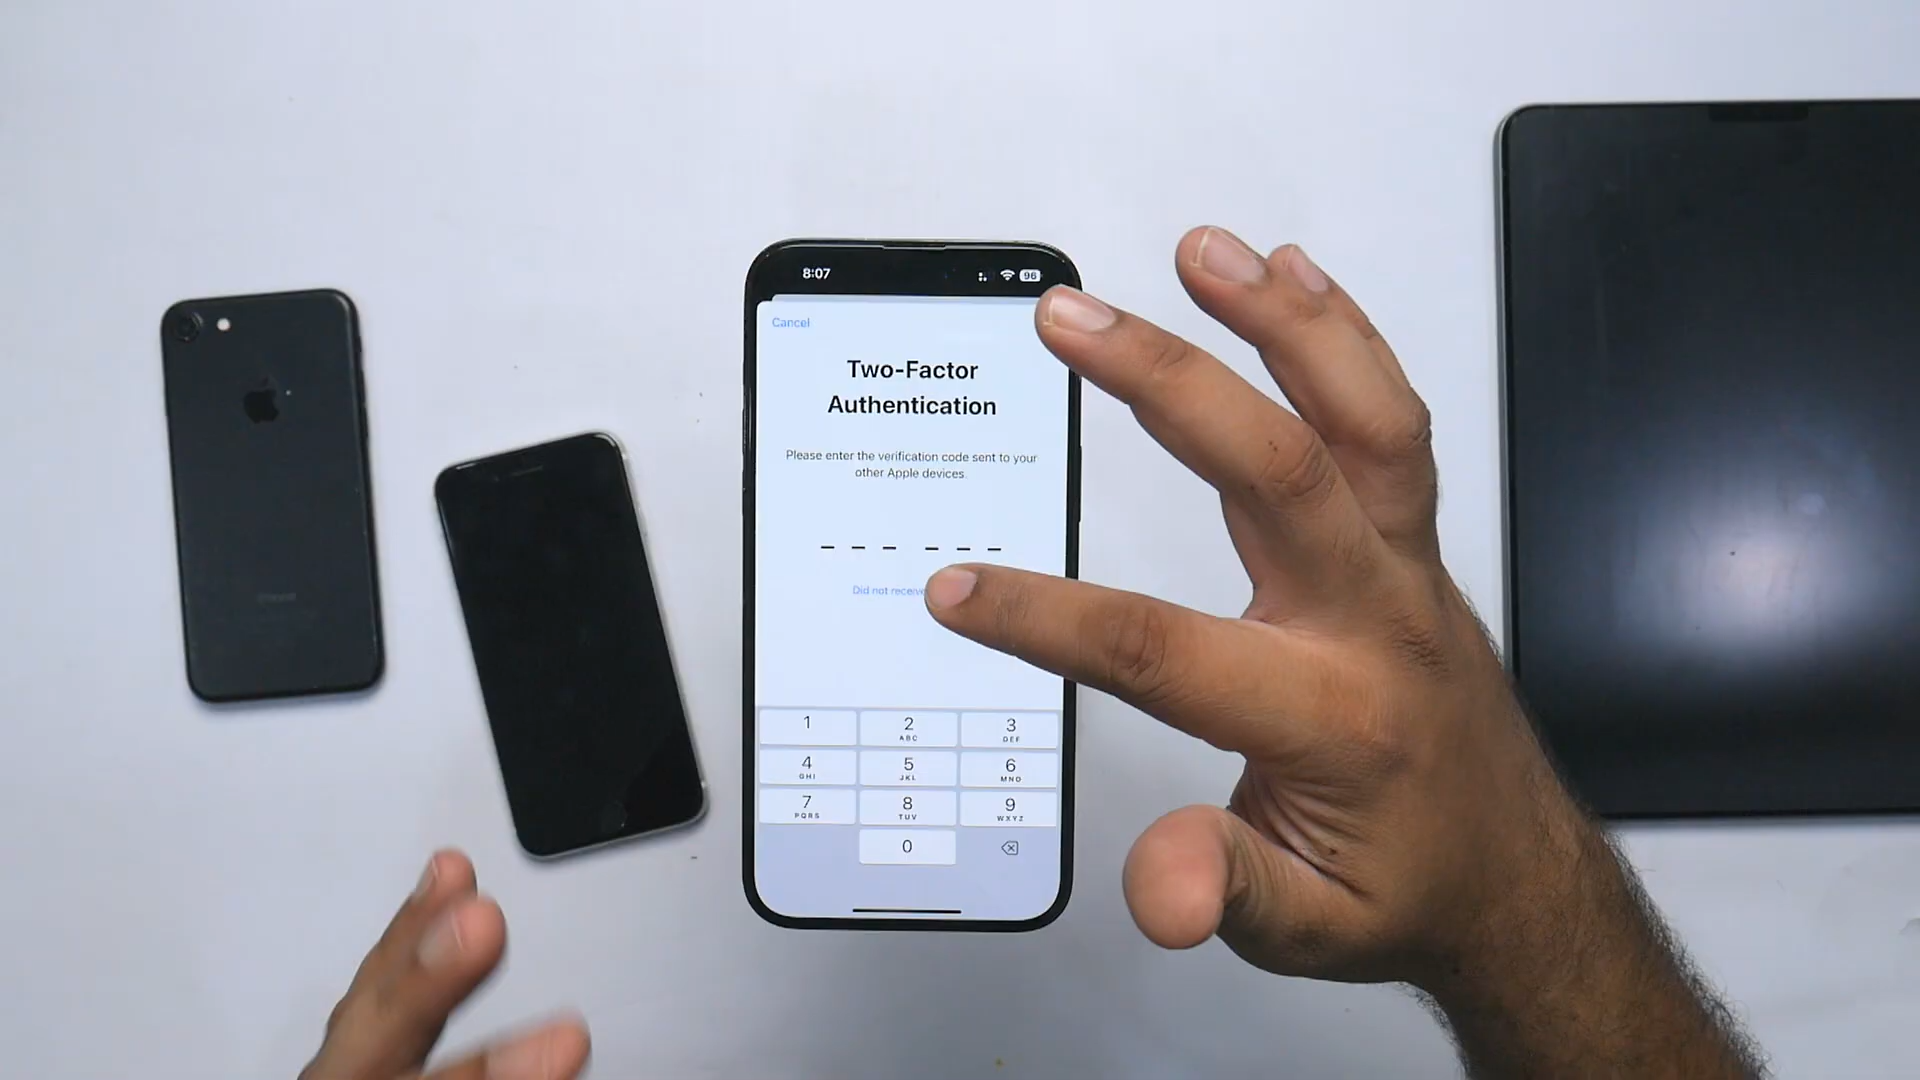 8:07
96
Cancel
Two-Factor
Authentication
Please enter the verification code sent to your
other Apple devices.
Did not receive
1
2
ABC
3
DEF
4
GHI
5
JKL
6
MNO
7
PQRS
8
TUV
9
WXYZ
0
iPhone